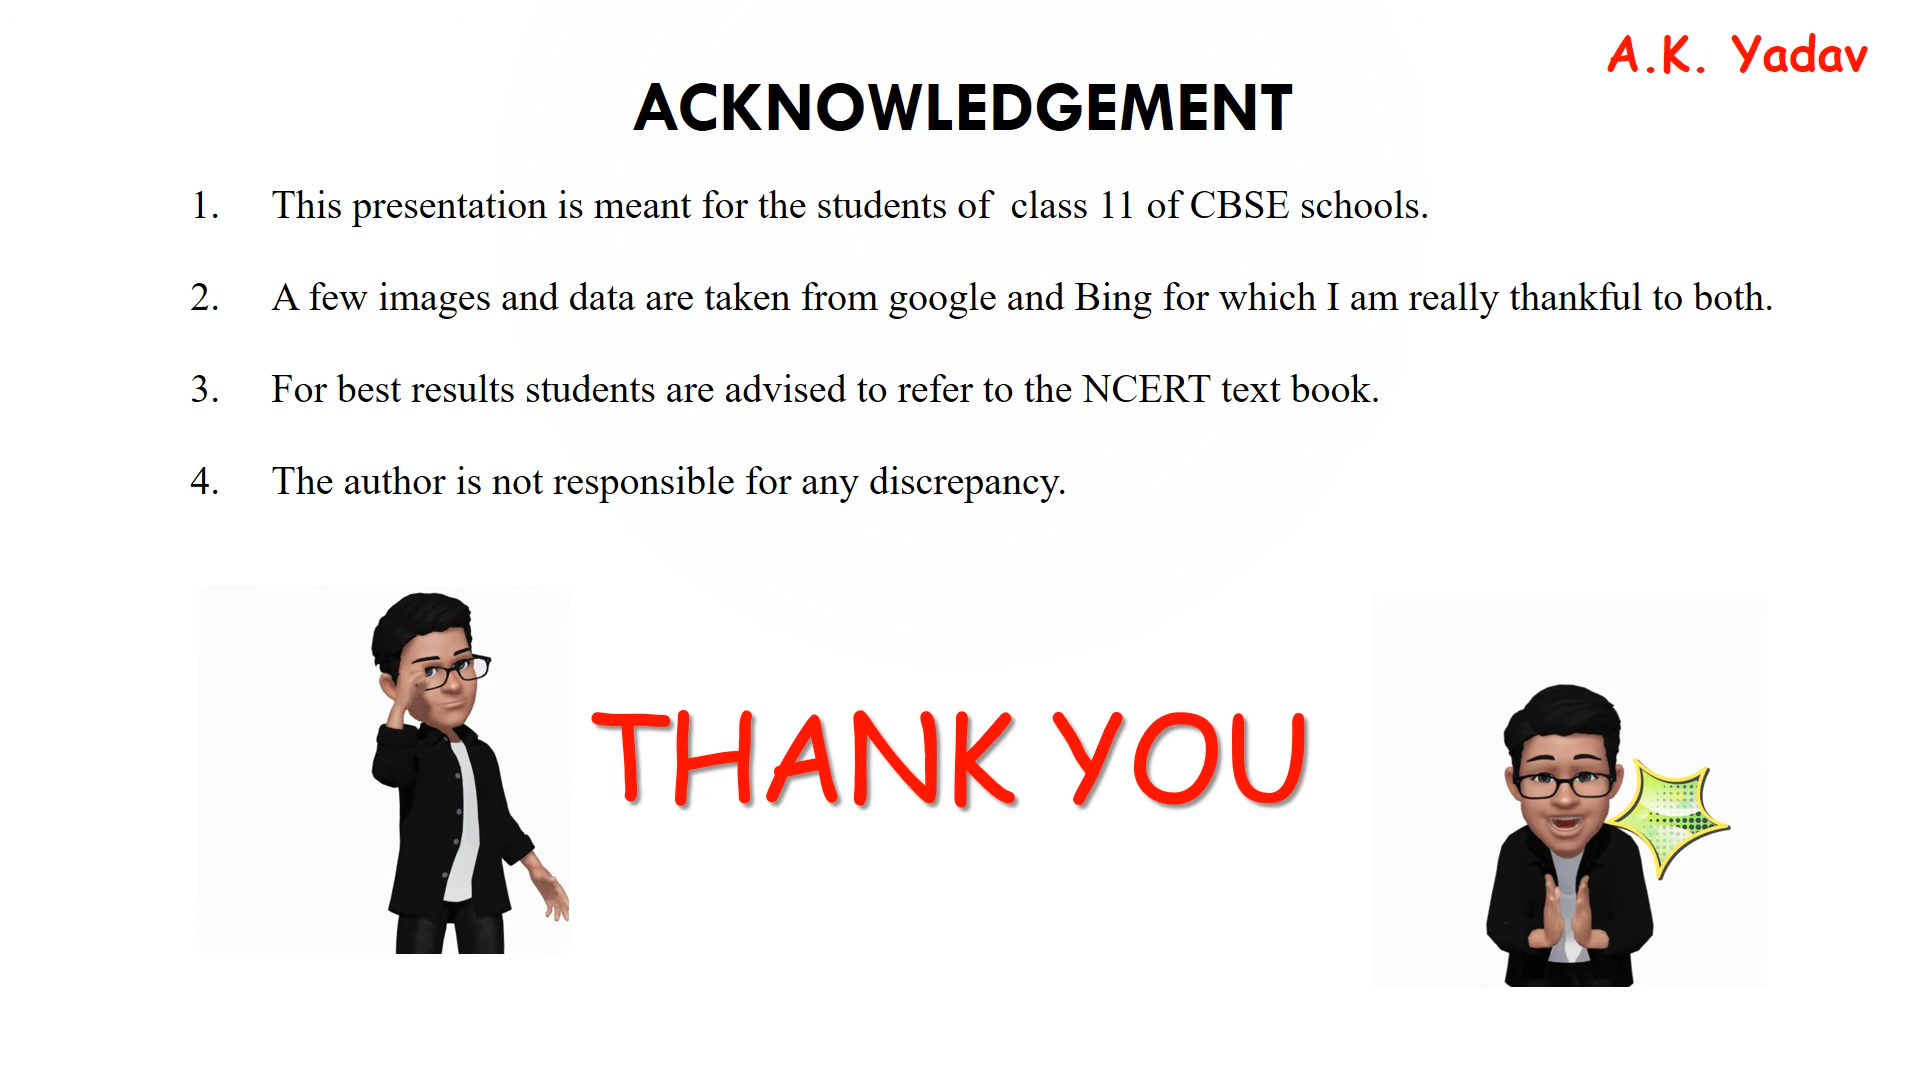 A.K. Yadav
ACKNOWLEDGEMENT
1. This presentation is meant for the students of class 11 of CBSE schools.
2. A few images and data are taken from google and Bing for which I am really thankful to both.
3. For best results students are advised to refer to the NCERT text book.
4. The author is not responsible for any discrepancy.
THANK YOU